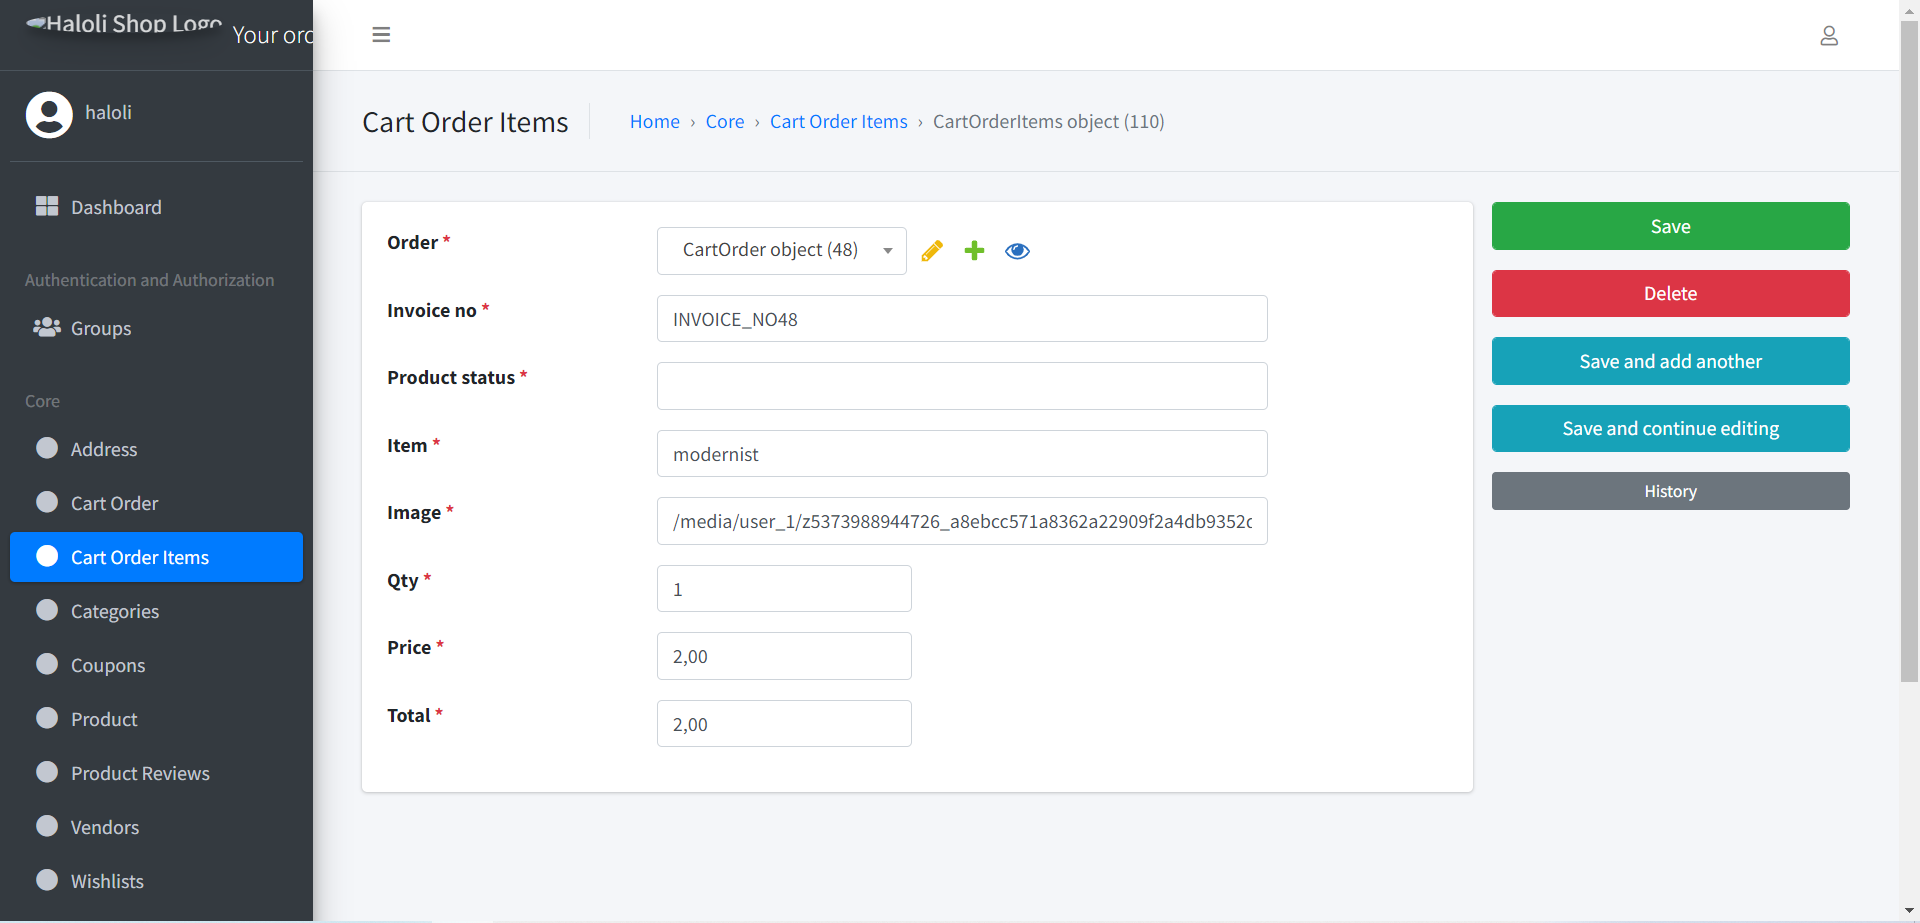 Haloli Shop Logo
Your
haloli
Dashboard
Authentication and Authorization
Groups
Core
Address
Cart Order
Cart Order Items
Categories
Coupons
Product
Product Reviews
Vendors
Wishlists
Cart Order Items
Home › Core › Cart Order Items › CartOrderItems object (110)
Order *
CartOrder object (48)
Invoice no *
INVOICE_NO48
Product status *
Item *
modernist
Image *
/media/user_1/z5373988944726_a8ebcc571a8362a22909f2a4db9352c
Qty *
1
Price *
2,00
Total *
2,00
Save
Delete
Save and add another
Save and continue editing
History